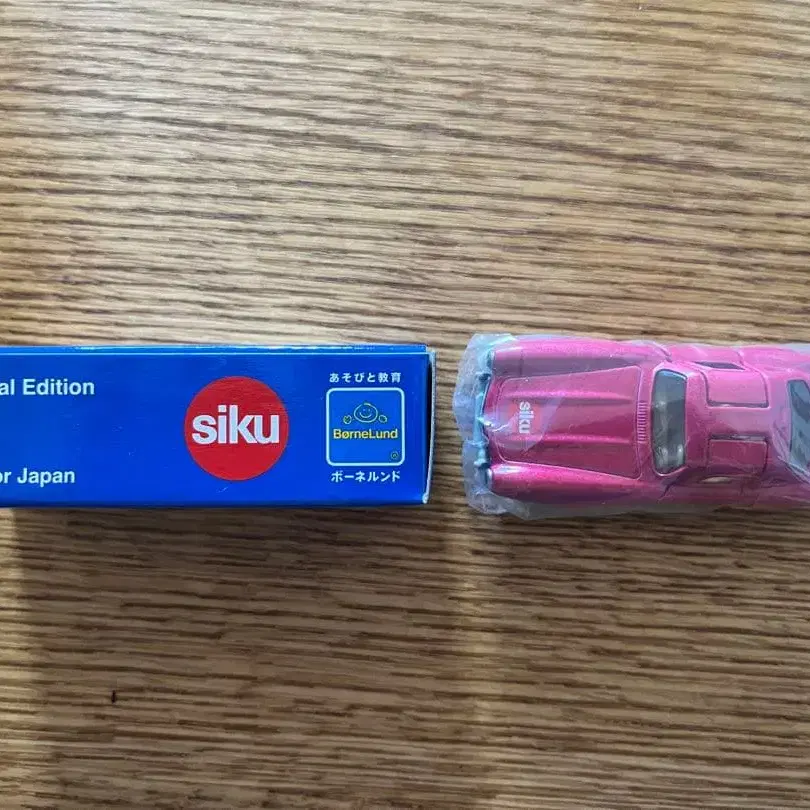 al Edition
or Japan
siku
あそびと教育
BørneLund
®
ボーネルンド
siku